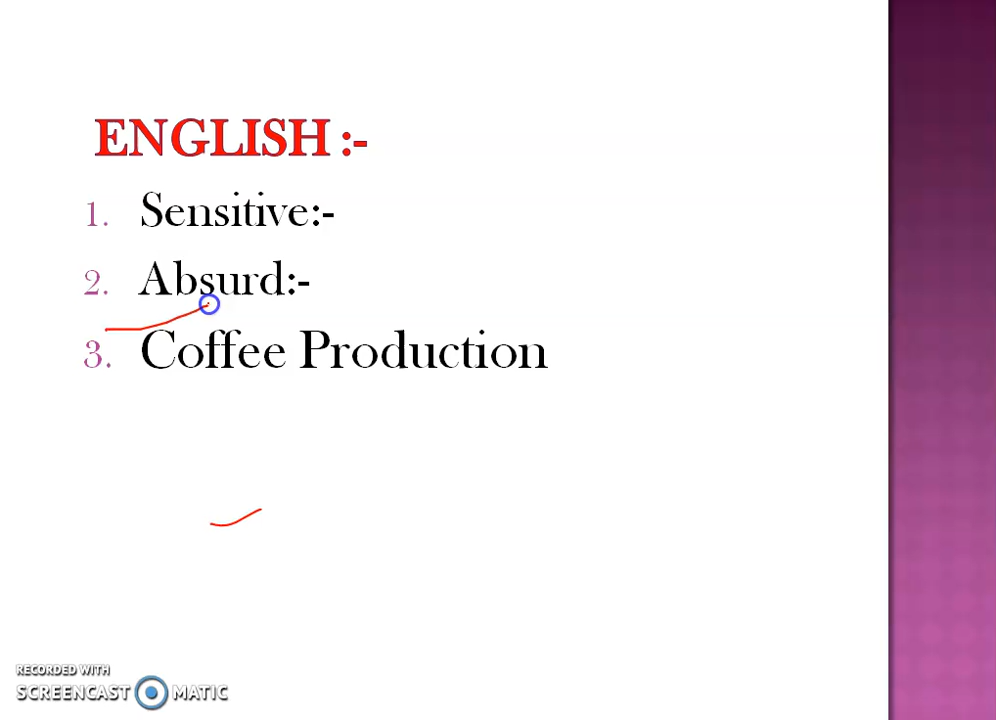 ENGLISH :-
1. Sensitive:-
2. Absurd:-
3. Coffee Production
RECORDED WITH
SCREENCAST MATIC